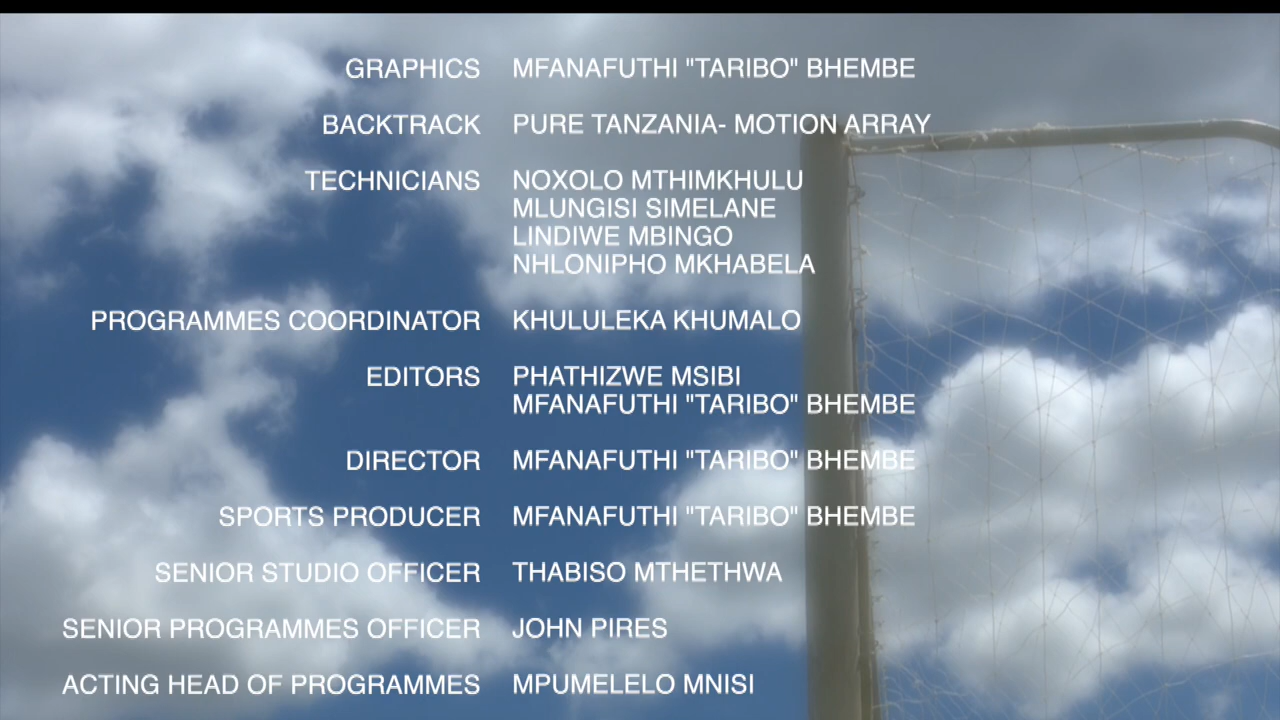 GRAPHICS MFANAFUTHI "TARIBO" BHEMBE
BACKTRACK PURE TANZANIA- MOTION ARRAY
TECHNICIANS NOXOLO MTHIMKHULU
MLUNGISI SIMELANE
LINDIWE MBINGO
NHLONIPHO MKHABELA
PROGRAMMES COORDINATOR KHULULEKA KHUMALO
EDITORS PHATHIZWE MSIBI
MFANAFUTHI "TARIBO" BHEMBE
DIRECTOR MFANAFUTHI "TARIBO" BHEMBE
SPORTS PRODUCER MFANAFUTHI "TARIBO" BHEMBE
SENIOR STUDIO OFFICER THABISO MTHETHWA
SENIOR PROGRAMMES OFFICER JOHN PIRES
ACTING HEAD OF PROGRAMMES MPUMELELO MNISI